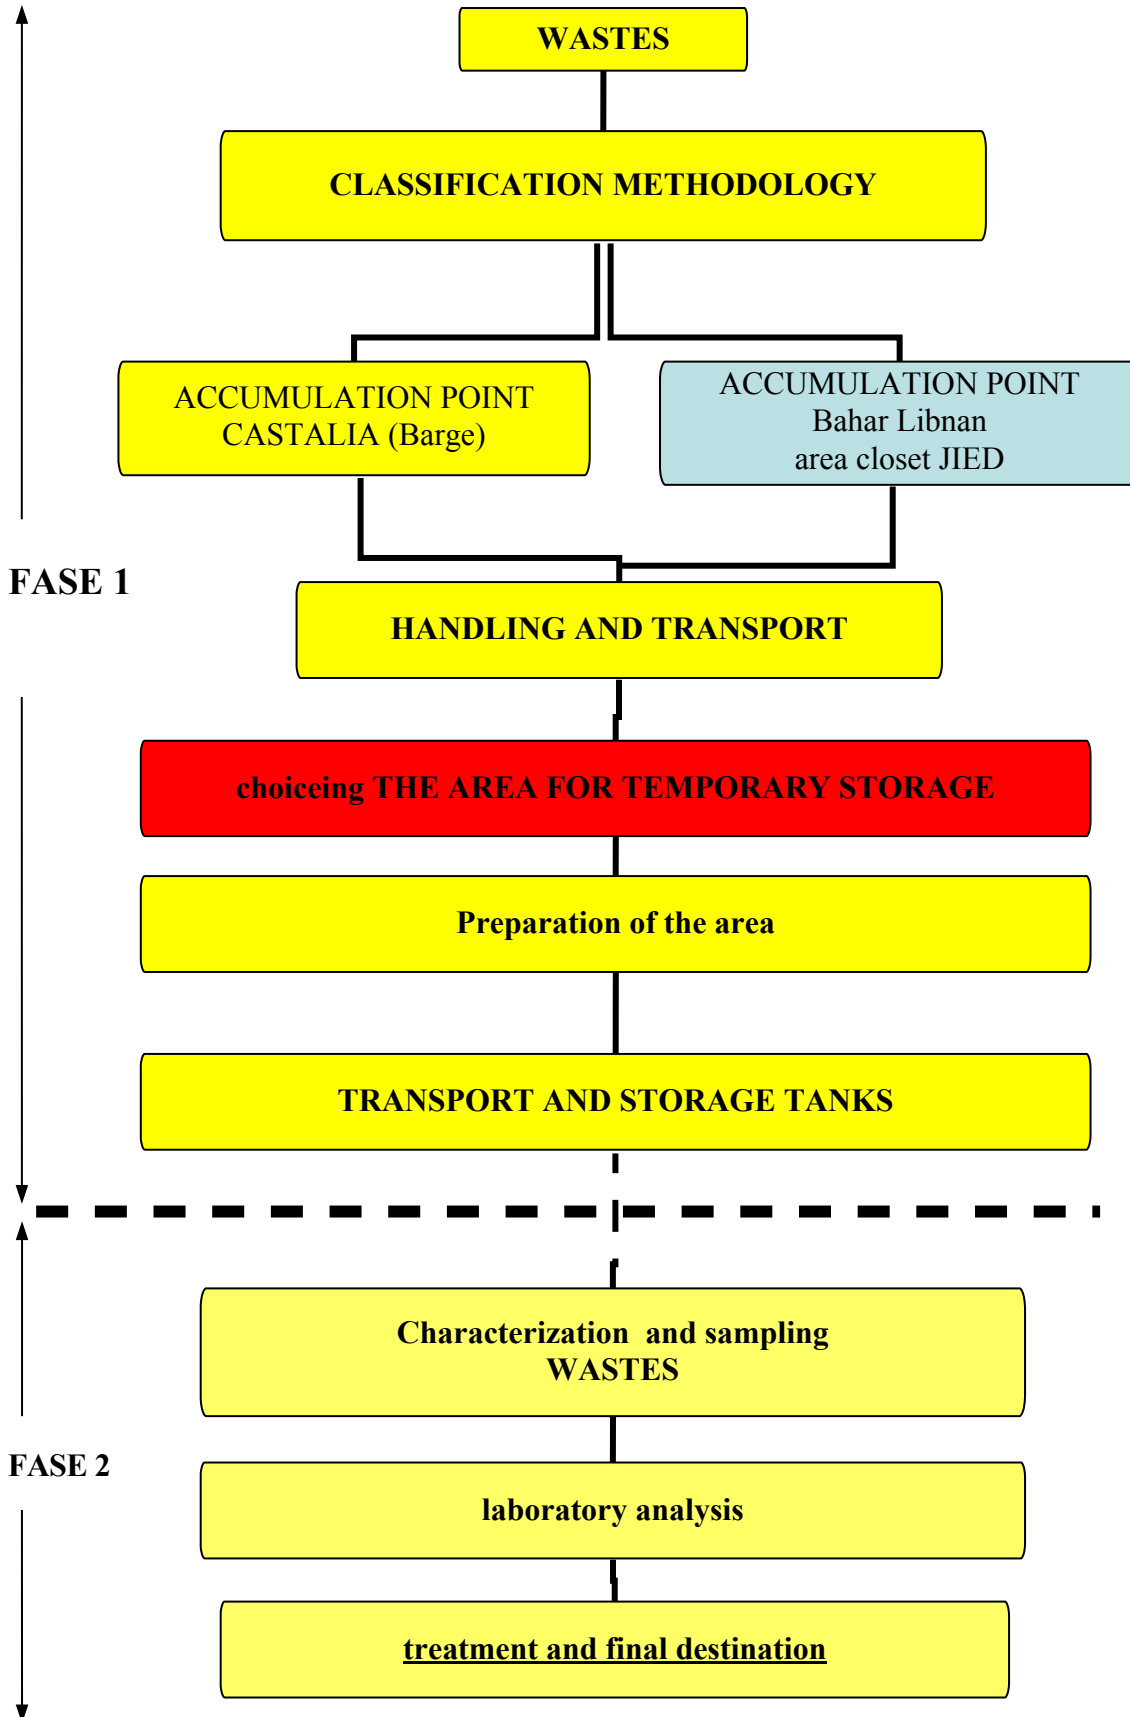 WASTES
CLASSIFICATION METHODOLOGY
ACCUMULATION POINT
CASTALIA (Barge)
ACCUMULATION POINT
Bahar Libnan
area closet JIED
FASE 1
HANDLING AND TRANSPORT
choiceing THE AREA FOR TEMPORARY STORAGE
Preparation of the area
TRANSPORT AND STORAGE TANKS
Characterization and sampling
WASTES
FASE 2
laboratory analysis
treatment and final destination